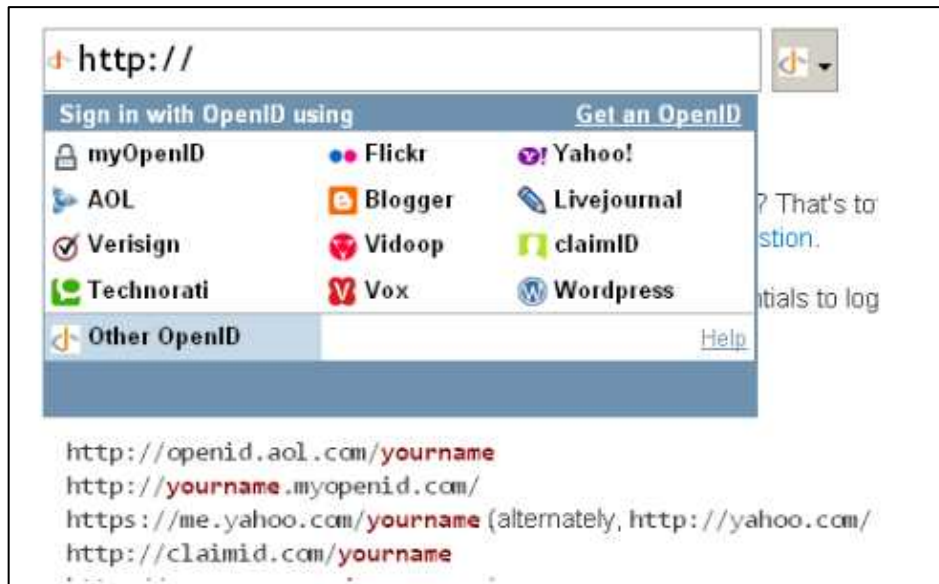 http://
Sign in with OpenID using Get an OpenID
myOpenID Flickr Yahoo!
AOL Blogger Livejournal
? That's to
Verisign Vidoop claimID
stion.
Technorati Vox Wordpress
ntials to log
Other OpenID Help
http://openid.aol.com/yourname
http://yourname.myopenid.com/
https://me.yahoo.com/yourname (alternately, http://yahoo.com/
http://claimid.com/yourname